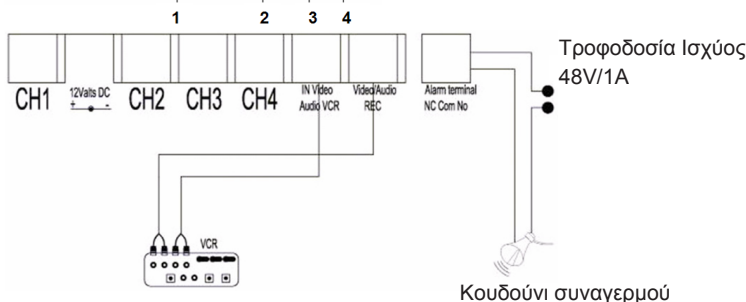 1 2 3 4
Τροφοδοσία Ισχύος
48V/1A
CH1
12Valts DC
+ -
CH2
CH3
CH4
IN Video
Audio VCR
Video/Audio
REC
Alarm terminal
NC Com No
VCR
Κουδούνι συναγερμού